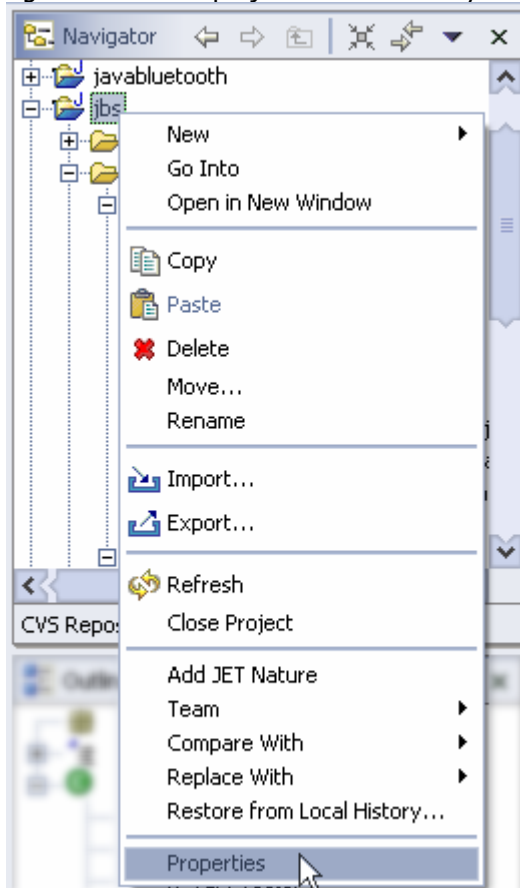 Navigator
javabluetooth
jbs
New
Go Into
Open in New Window
Copy
Paste
Delete
Move...
Rename
Import...
Export...
Refresh
Close Project
CVS Repos
Add JET Nature
Team
Compare With
Replace With
Restore from Local History...
Properties